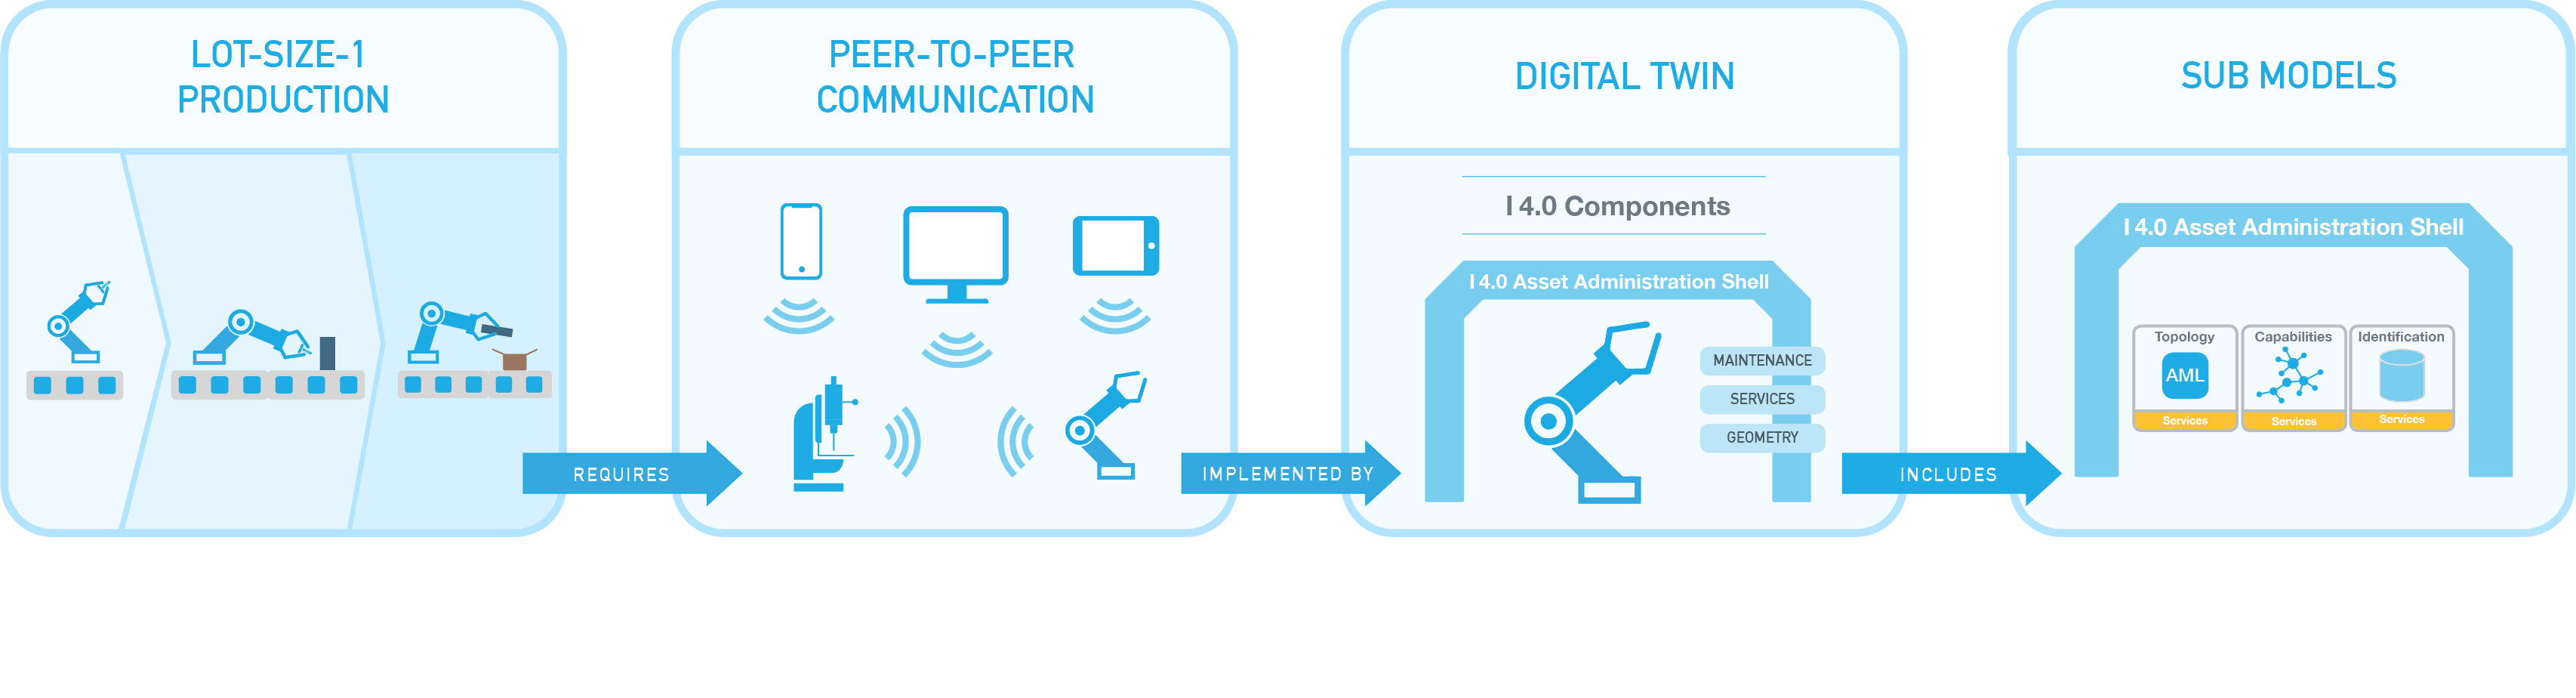 LOT-SIZE-1
PRODUCTION
REQUIRES
PEER-TO-PEER
COMMUNICATION
IMPLEMENTED BY
DIGITAL TWIN
I 4.0 Components
I 4.0 Asset Administration Shell
MAINTENANCE
SERVICES
GEOMETRY
INCLUDES
SUB MODELS
I 4.0 Asset Administration Shell
Topology
AML
Services
Capabilities
Services
Identification
Services